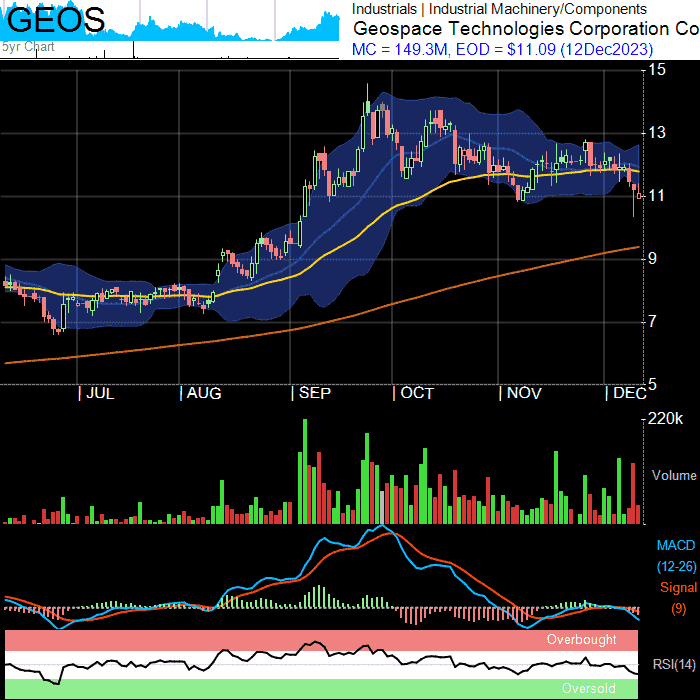 GEOS
5yr Chart
Industrials | Industrial Machinery/Components
Geospace Technologies Corporation Co
MC = 149.3M, EOD = $11.09 (12Dec2023)
15
13
11
9
7
5
JUL AUG SEP OCT NOV DEC
220k
Volume
MACD
(12-26)
Signal
(9)
Overbought
RSI(14)
Oversold